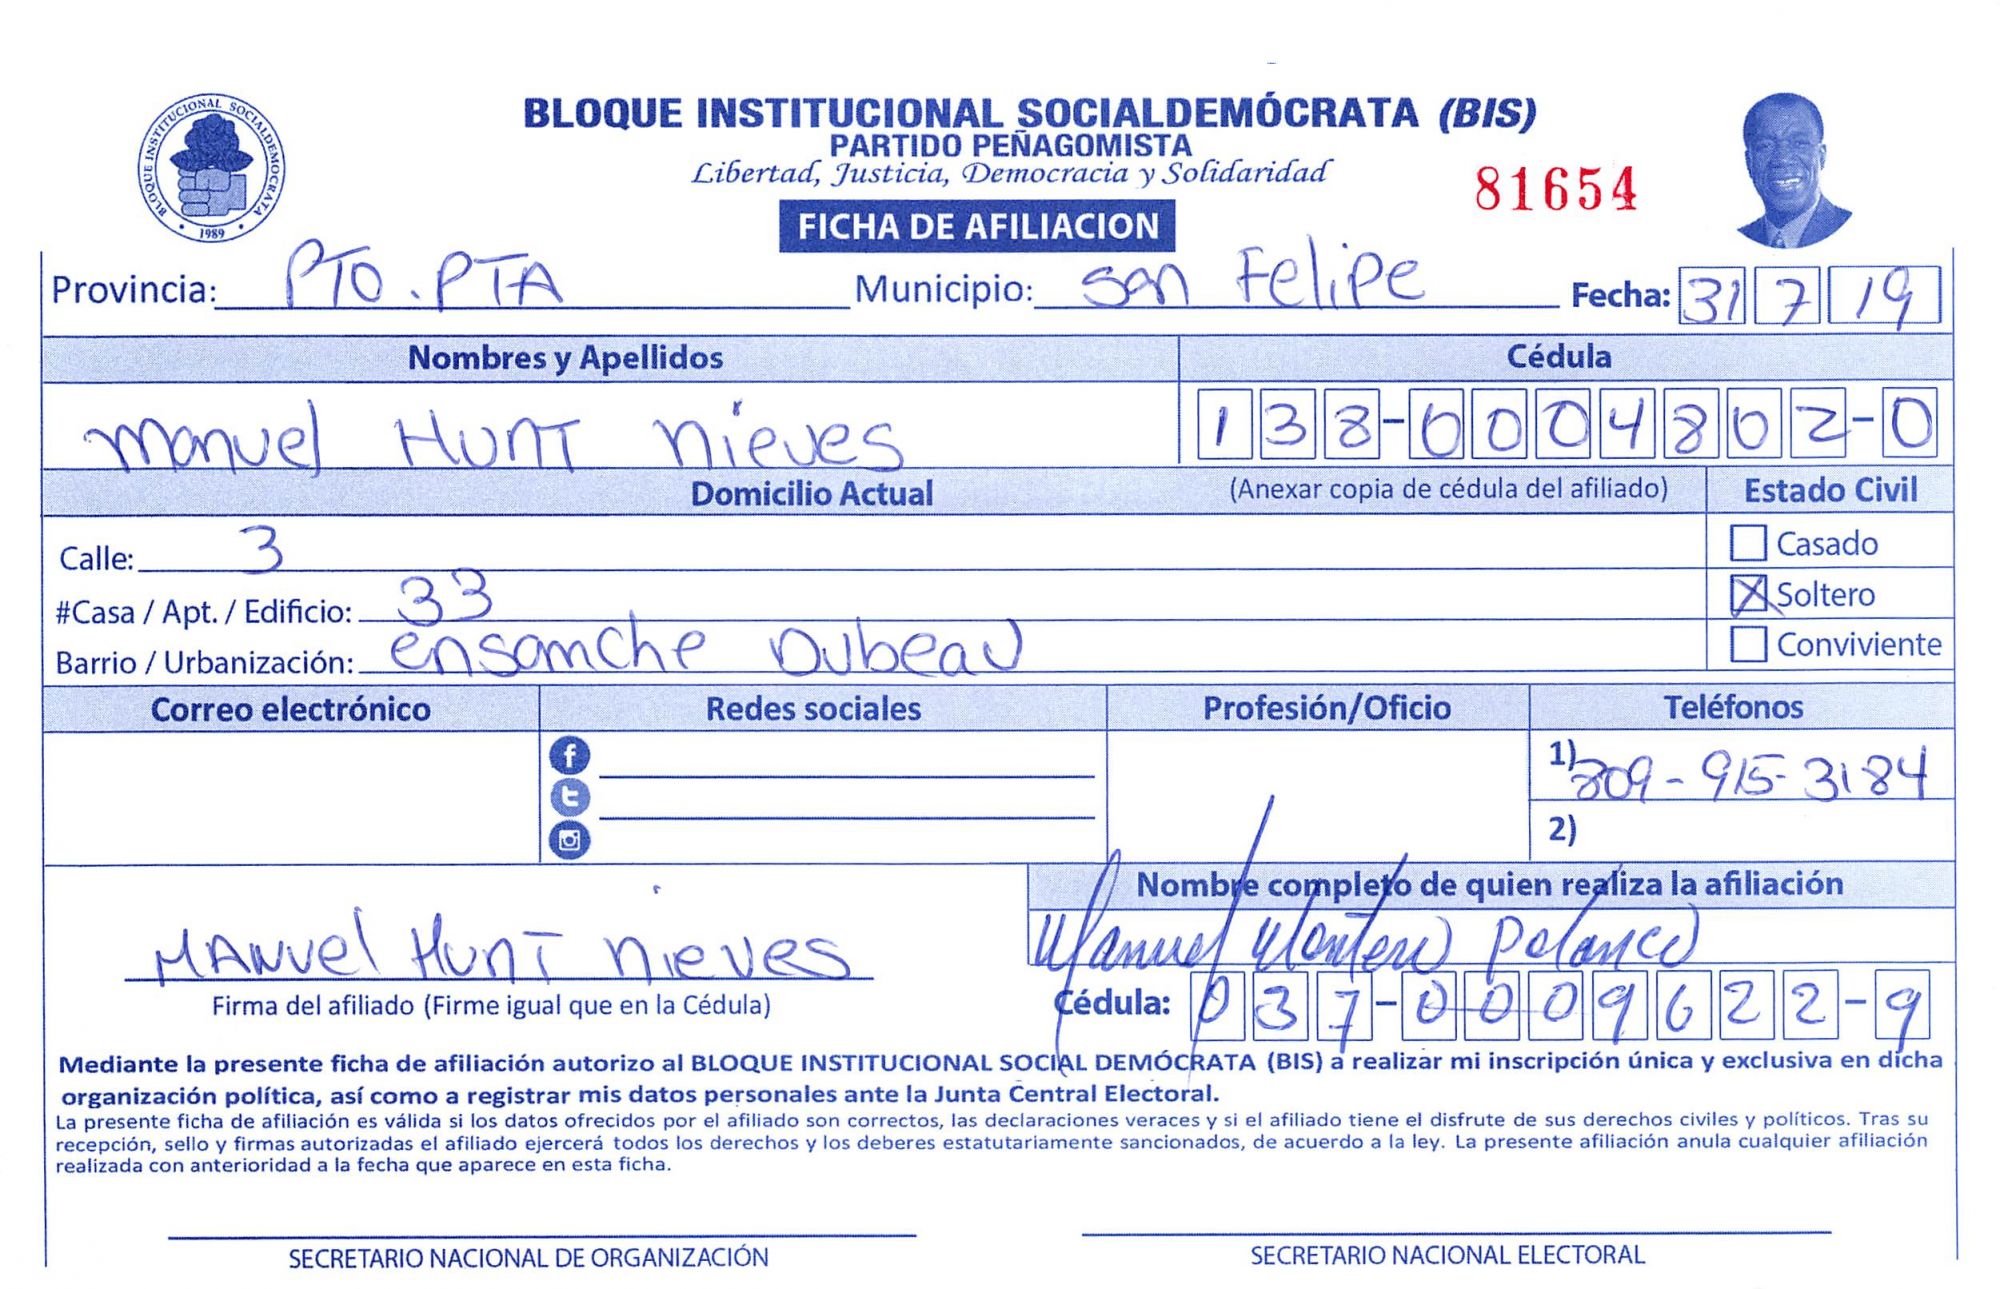 BLOQUE INSTITUCIONAL SOCIALDEMOCRATA
1989
BLOQUE INSTITUCIONAL SOCIALDEMÓCRATA (BIS)
PARTIDO PEÑAGOMISTA
Libertad, Justicia, Democracia y Solidaridad
81654
FICHA DE AFILIACION
Provincia: PTO. PTA Municipio: San Felipe Fecha: 31 7 19
Nombres y Apellidos Cédula
Manuel Hunt Nieves 138-0004802-0
Domicilio Actual (Anexar copia de cédula del afiliado) Estado Civil
Calle: 3 Casado
#Casa / Apt. / Edificio: 33 X Soltero
Barrio / Urbanización: ensanche Dubeau Conviviente
Correo electrónico Redes sociales Profesión/Oficio Teléfonos
1) 809-915-3184
2)
Nombre completo de quien realiza la afiliación
MANuel Hunt Nieves Manuel Montero Polanco
Firma del afiliado (Firme igual que en la Cédula) Cédula: 037-0009622-9
Mediante la presente ficha de afiliación autorizo al BLOQUE INSTITUCIONAL SOCIAL DEMÓCRATA (BIS) a realizar mi inscripción única y exclusiva en dicha
organización política, así como a registrar mis datos personales ante la Junta Central Electoral.
La presente ficha de afiliación es válida si los datos ofrecidos por el afiliado son correctos, las declaraciones veraces y si el afiliado tiene el disfrute de sus derechos civiles y políticos. Tras su
recepción, sello y firmas autorizadas el afiliado ejercerá todos los derechos y los deberes estatutariamente sancionados, de acuerdo a la ley. La presente afiliación anula cualquier afiliación
realizada con anterioridad a la fecha que aparece en esta ficha.
SECRETARIO NACIONAL DE ORGANIZACIÓN SECRETARIO NACIONAL ELECTORAL